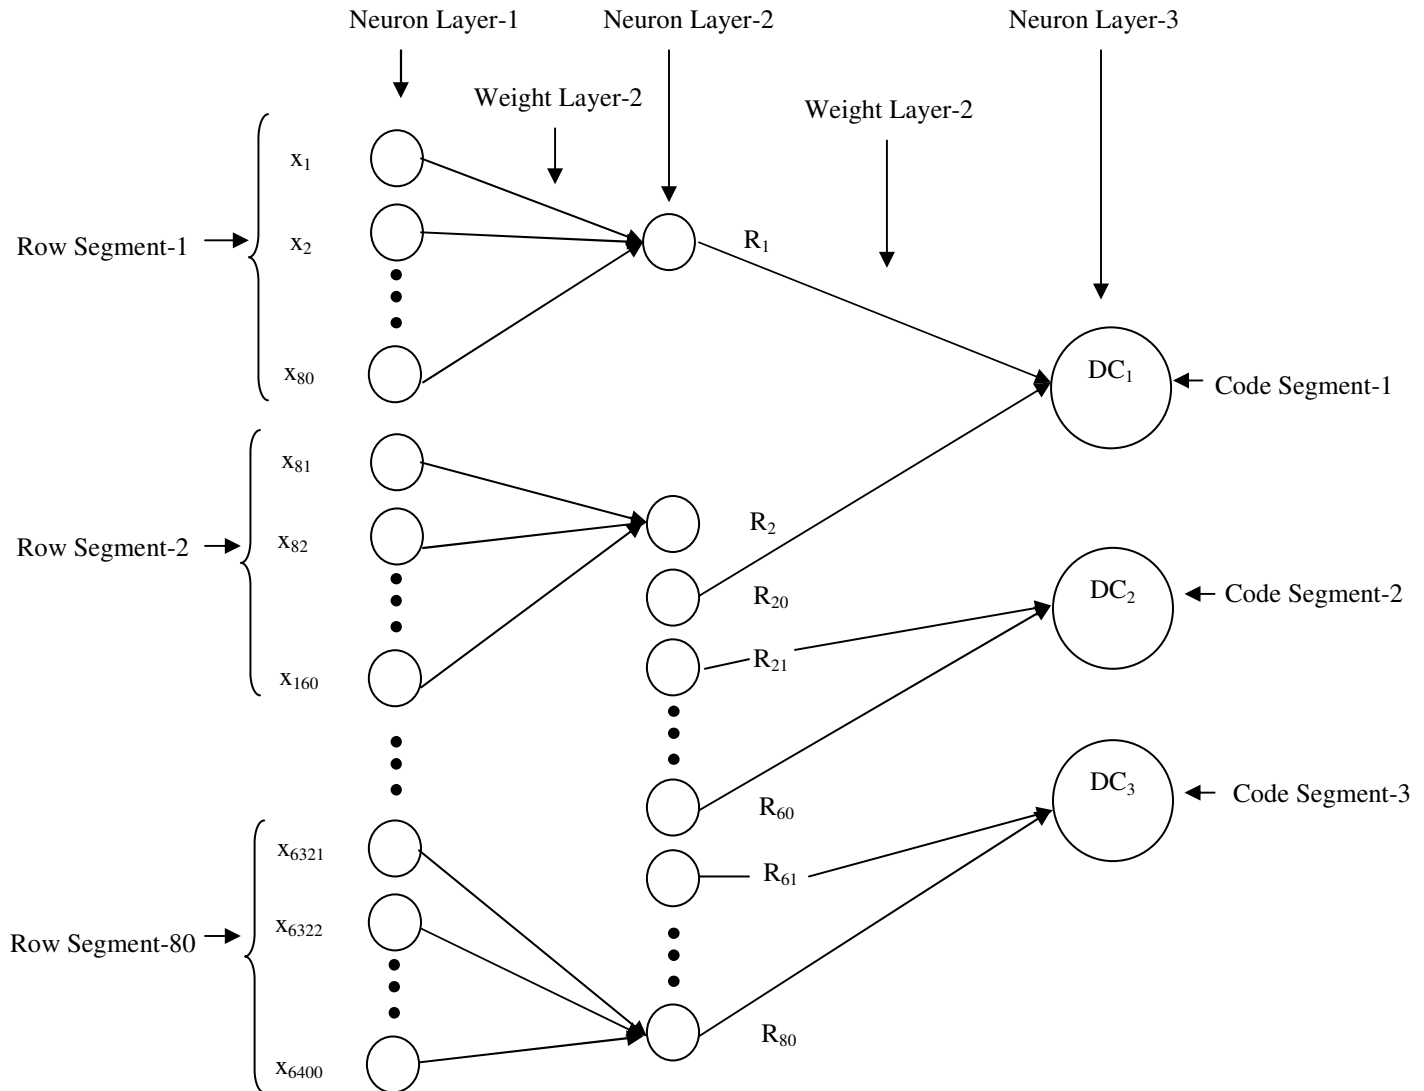 Neuron Layer-1
Neuron Layer-2
Neuron Layer-3
Weight Layer-2
Weight Layer-2
x1
Row Segment-1
x2
R1
x80
DC1
Code Segment-1
x81
Row Segment-2
x82
R2
x160
R20
R21
DC2
Code Segment-2
R60
DC3
Code Segment-3
x6321
R61
Row Segment-80
x6322
R80
x6400